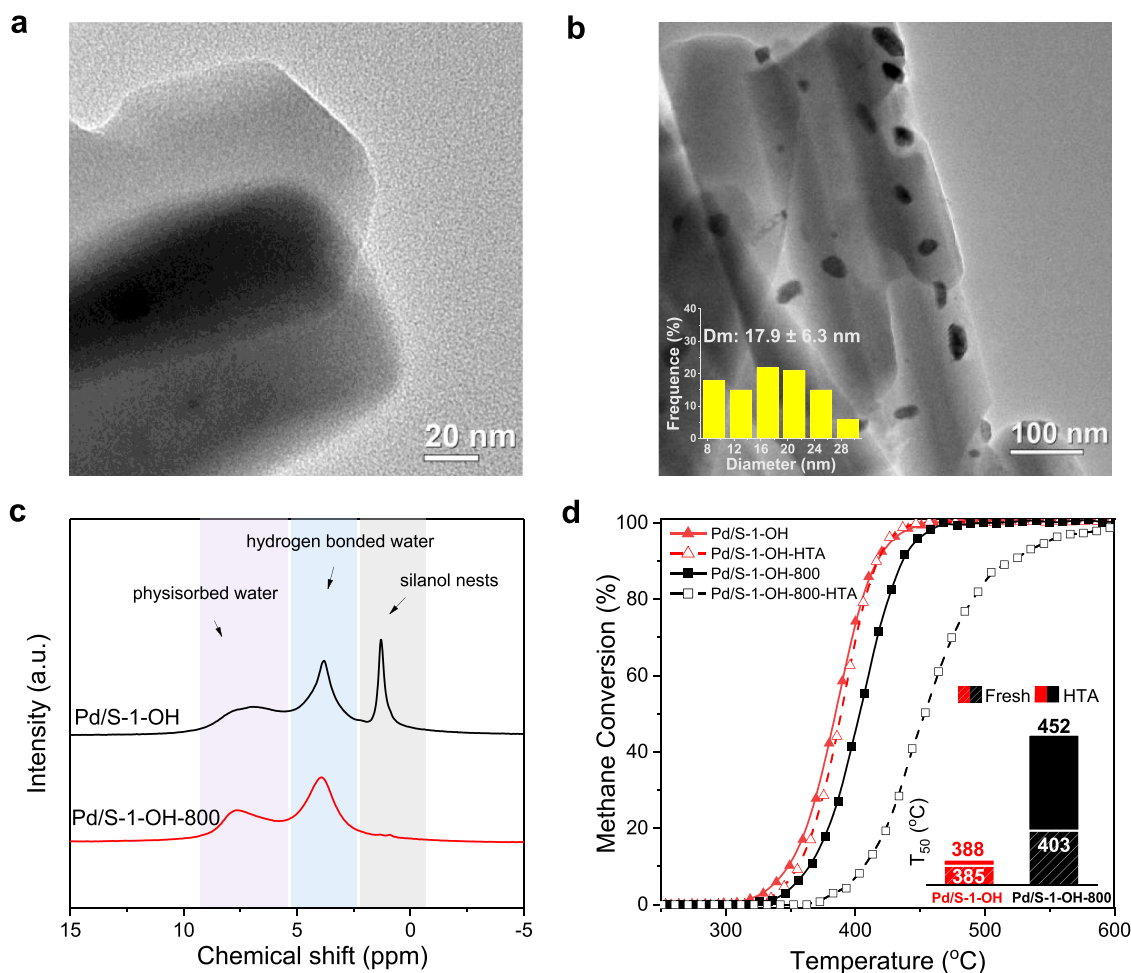 a
20 nm
b
Dm: 17.9 ± 6.3 nm
Frequence (%)
40
30
20
10
0
8 12 16 20 24 28
Diameter (nm)
100 nm
c
hydrogen bonded water
silanol nests
physisorbed water
Pd/S-1-OH
Pd/S-1-OH-800
Intensity (a.u.)
15 10 5 0 -5
Chemical shift (ppm)
d
Pd/S-1-OH
Pd/S-1-OH-HTA
Pd/S-1-OH-800
Pd/S-1-OH-800-HTA
Methane Conversion (%)
100
80
60
40
20
0
Fresh HTA
T50 (oC)
452
403
388
385
Pd/S-1-OH Pd/S-1-OH-800
300 400 500 600
Temperature (oC)